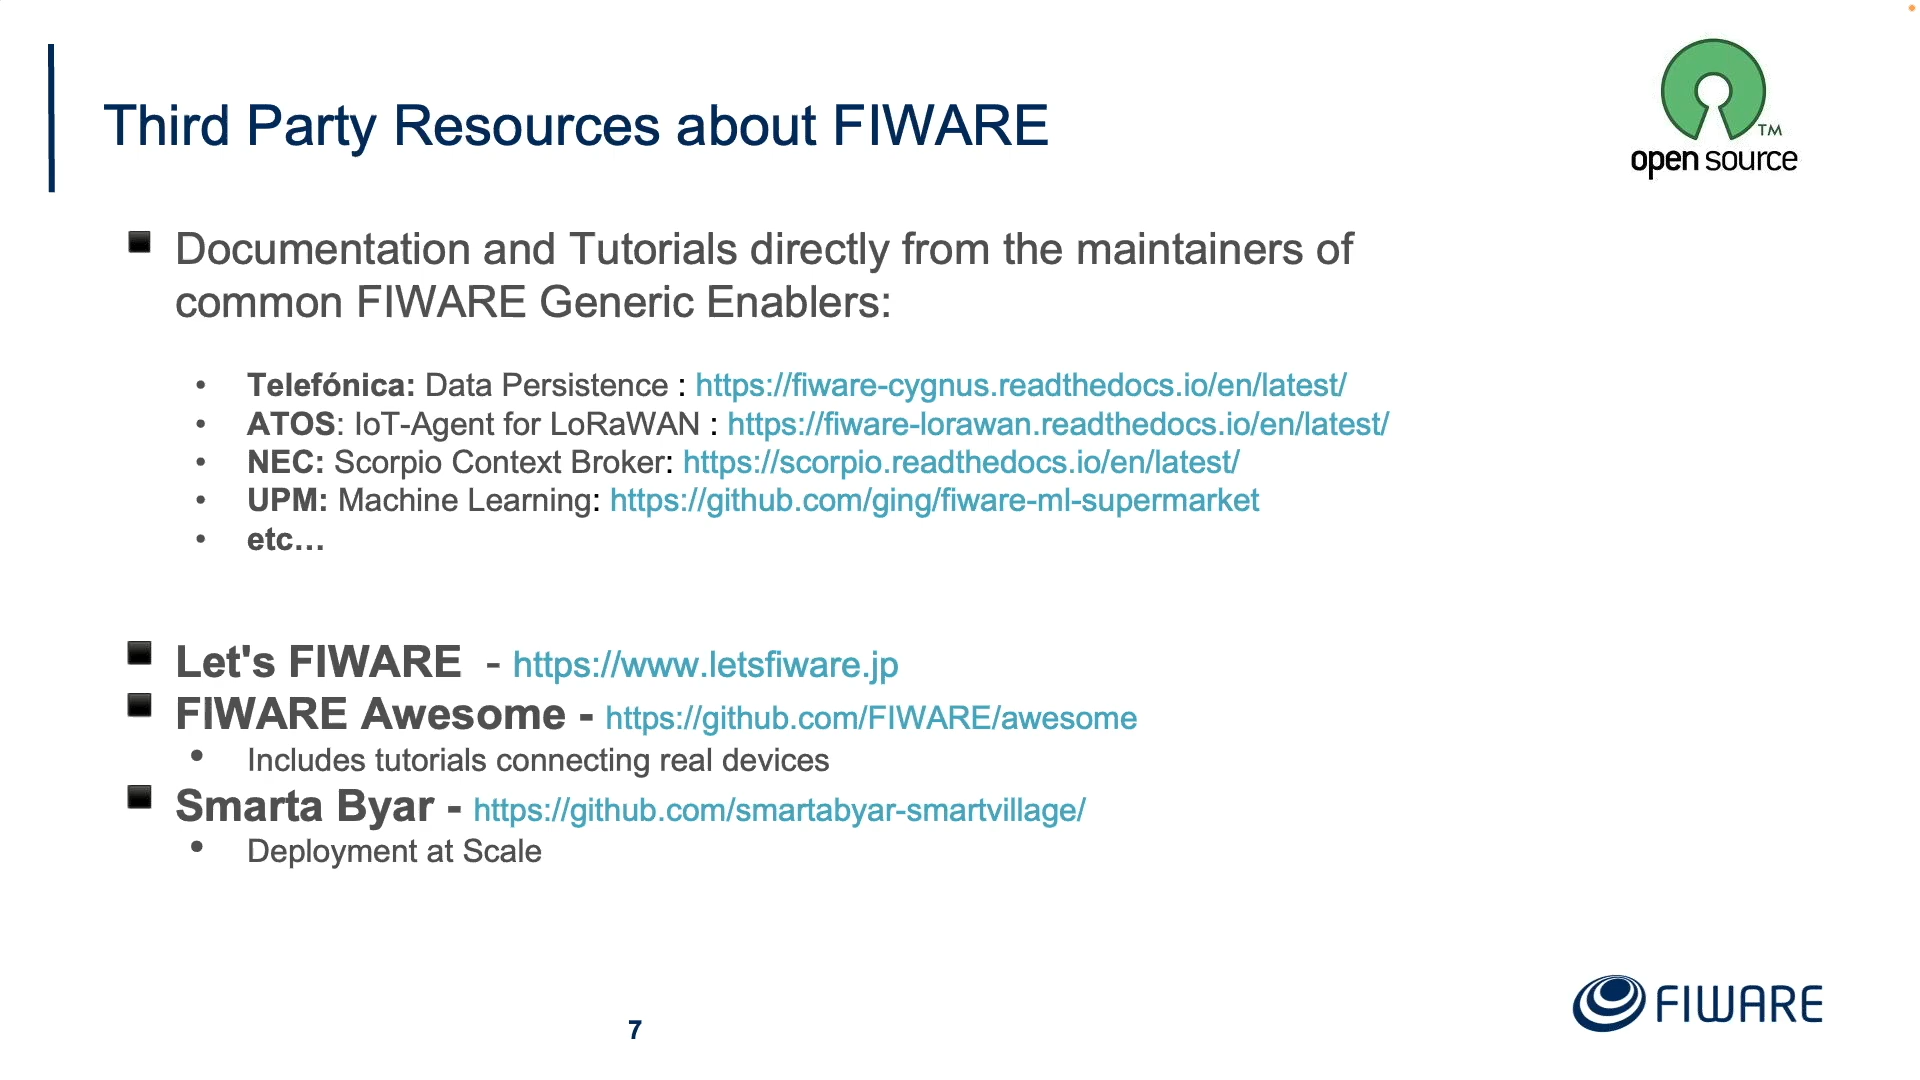 Third Party Resources about FIWARE
TM
open source
Documentation and Tutorials directly from the maintainers of
common FIWARE Generic Enablers:
• Telefónica: Data Persistence : https://fiware-cygnus.readthedocs.io/en/latest/
• ATOS: IoT-Agent for LoRaWAN : https://fiware-lorawan.readthedocs.io/en/latest/
• NEC: Scorpio Context Broker: https://scorpio.readthedocs.io/en/latest/
• UPM: Machine Learning: https://github.com/ging/fiware-ml-supermarket
• etc…
Let's FIWARE - https://www.letsfiware.jp
FIWARE Awesome - https://github.com/FIWARE/awesome
• Includes tutorials connecting real devices
Smarta Byar - https://github.com/smartabyar-smartvillage/
• Deployment at Scale
7
FIWARE